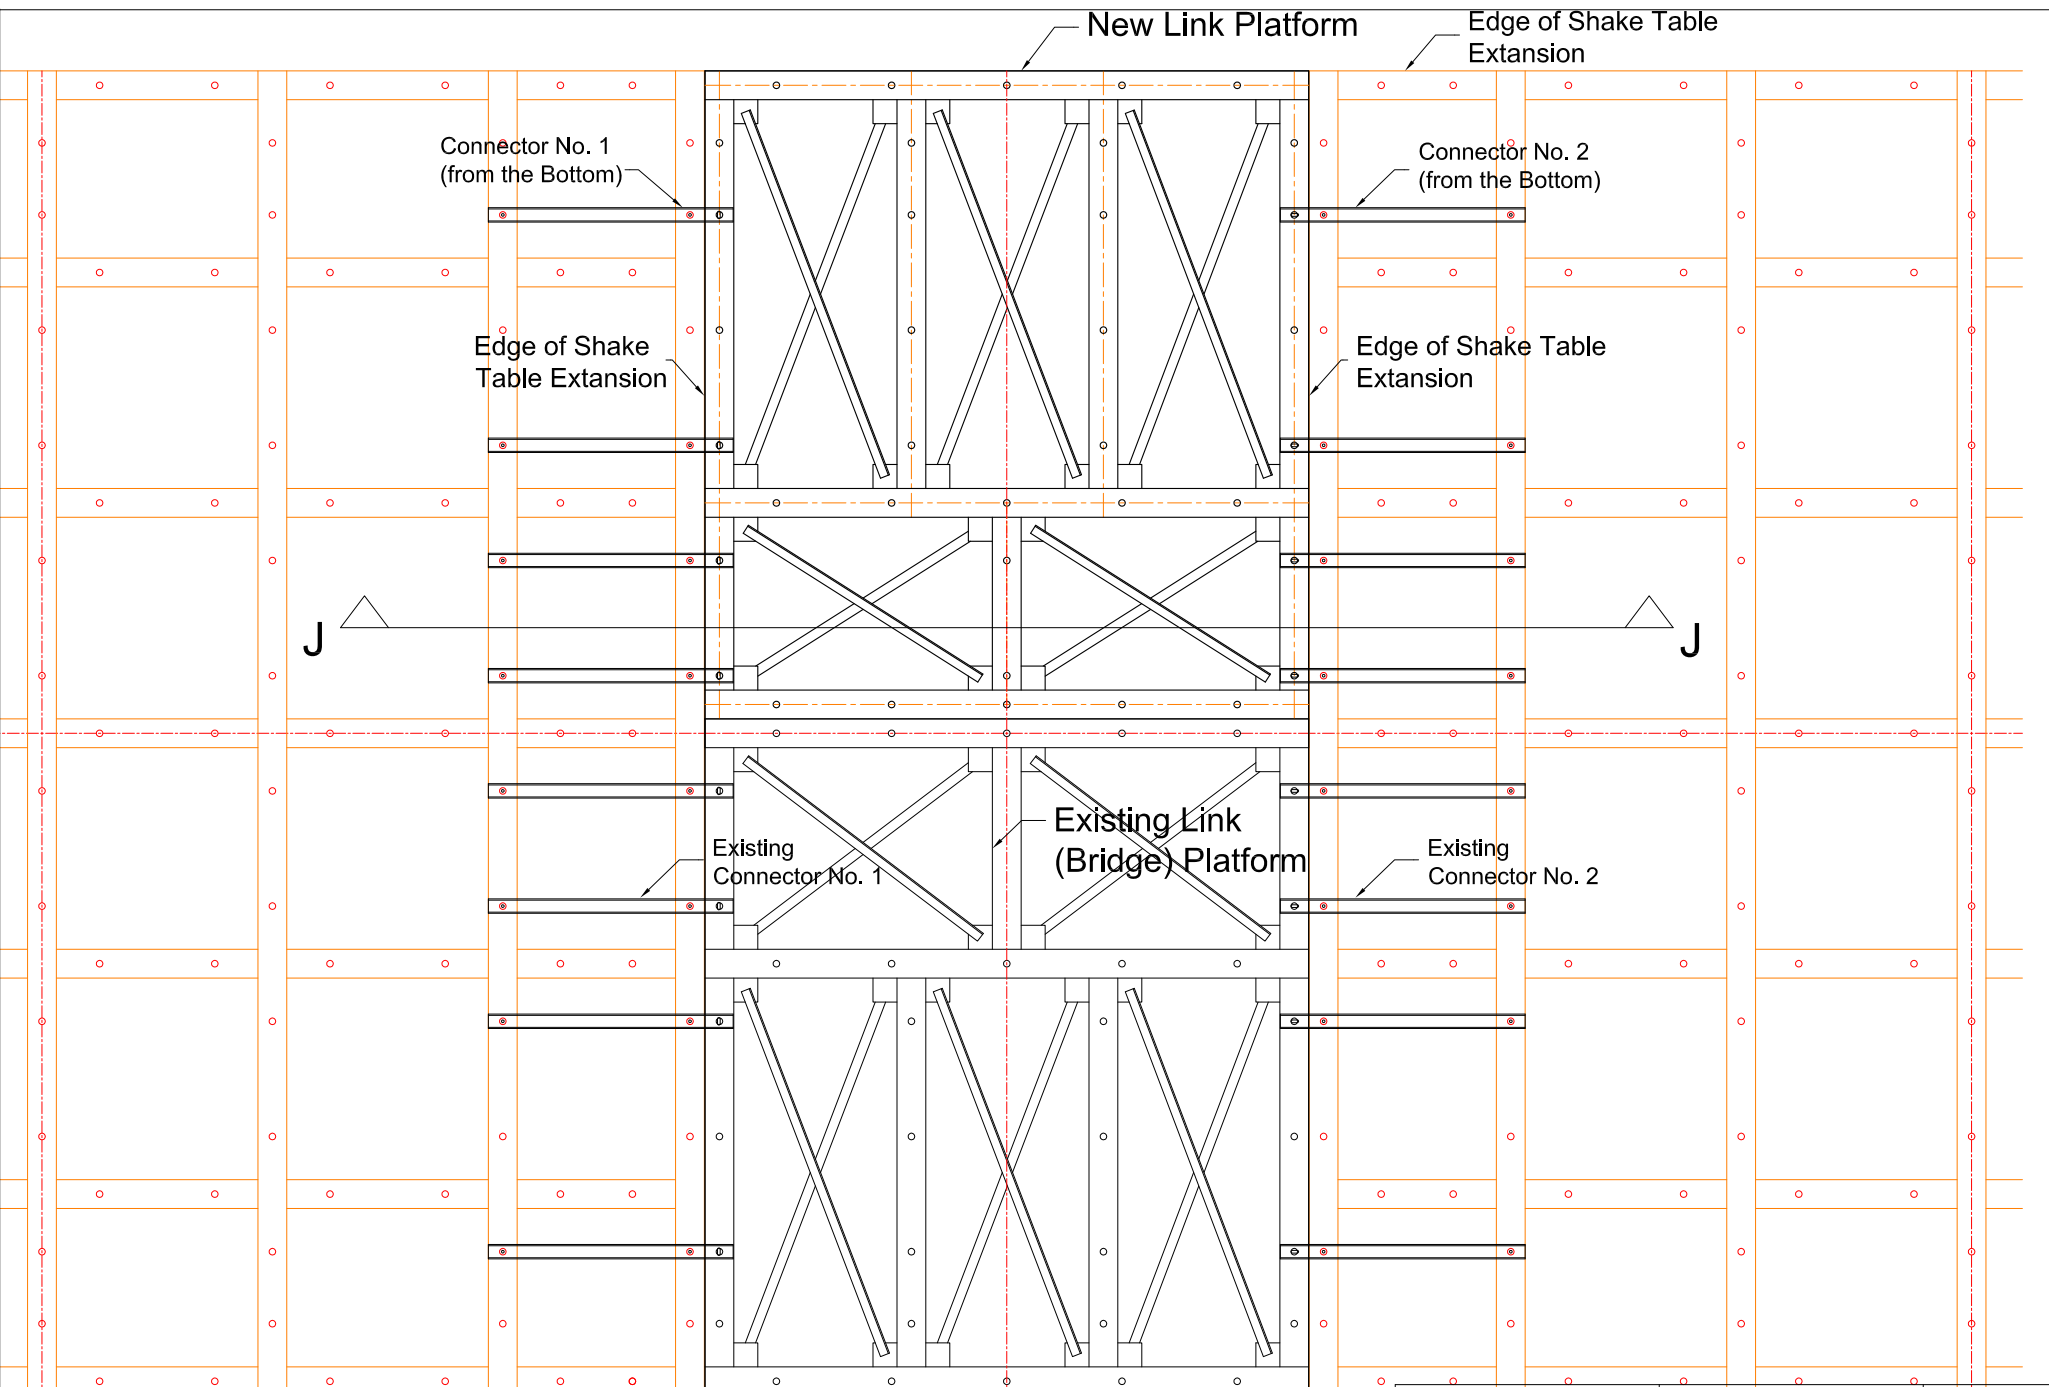 New Link Platform
Edge of Shake Table
Extansion
Connector No. 1
(from the Bottom)
Connector No. 2
(from the Bottom)
Edge of Shake
Table Extansion
Edge of Shake Table
Extansion
J
J
Existing Link
(Bridge) Platform
Existing
Connector No. 1
Existing
Connector No. 2